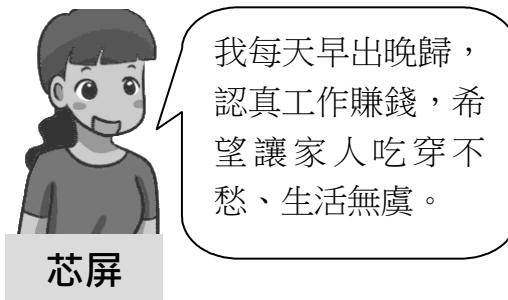 我每天早出晚歸，
認真工作賺錢，希
望讓家人吃穿不
愁、生活無虞。
芯屏